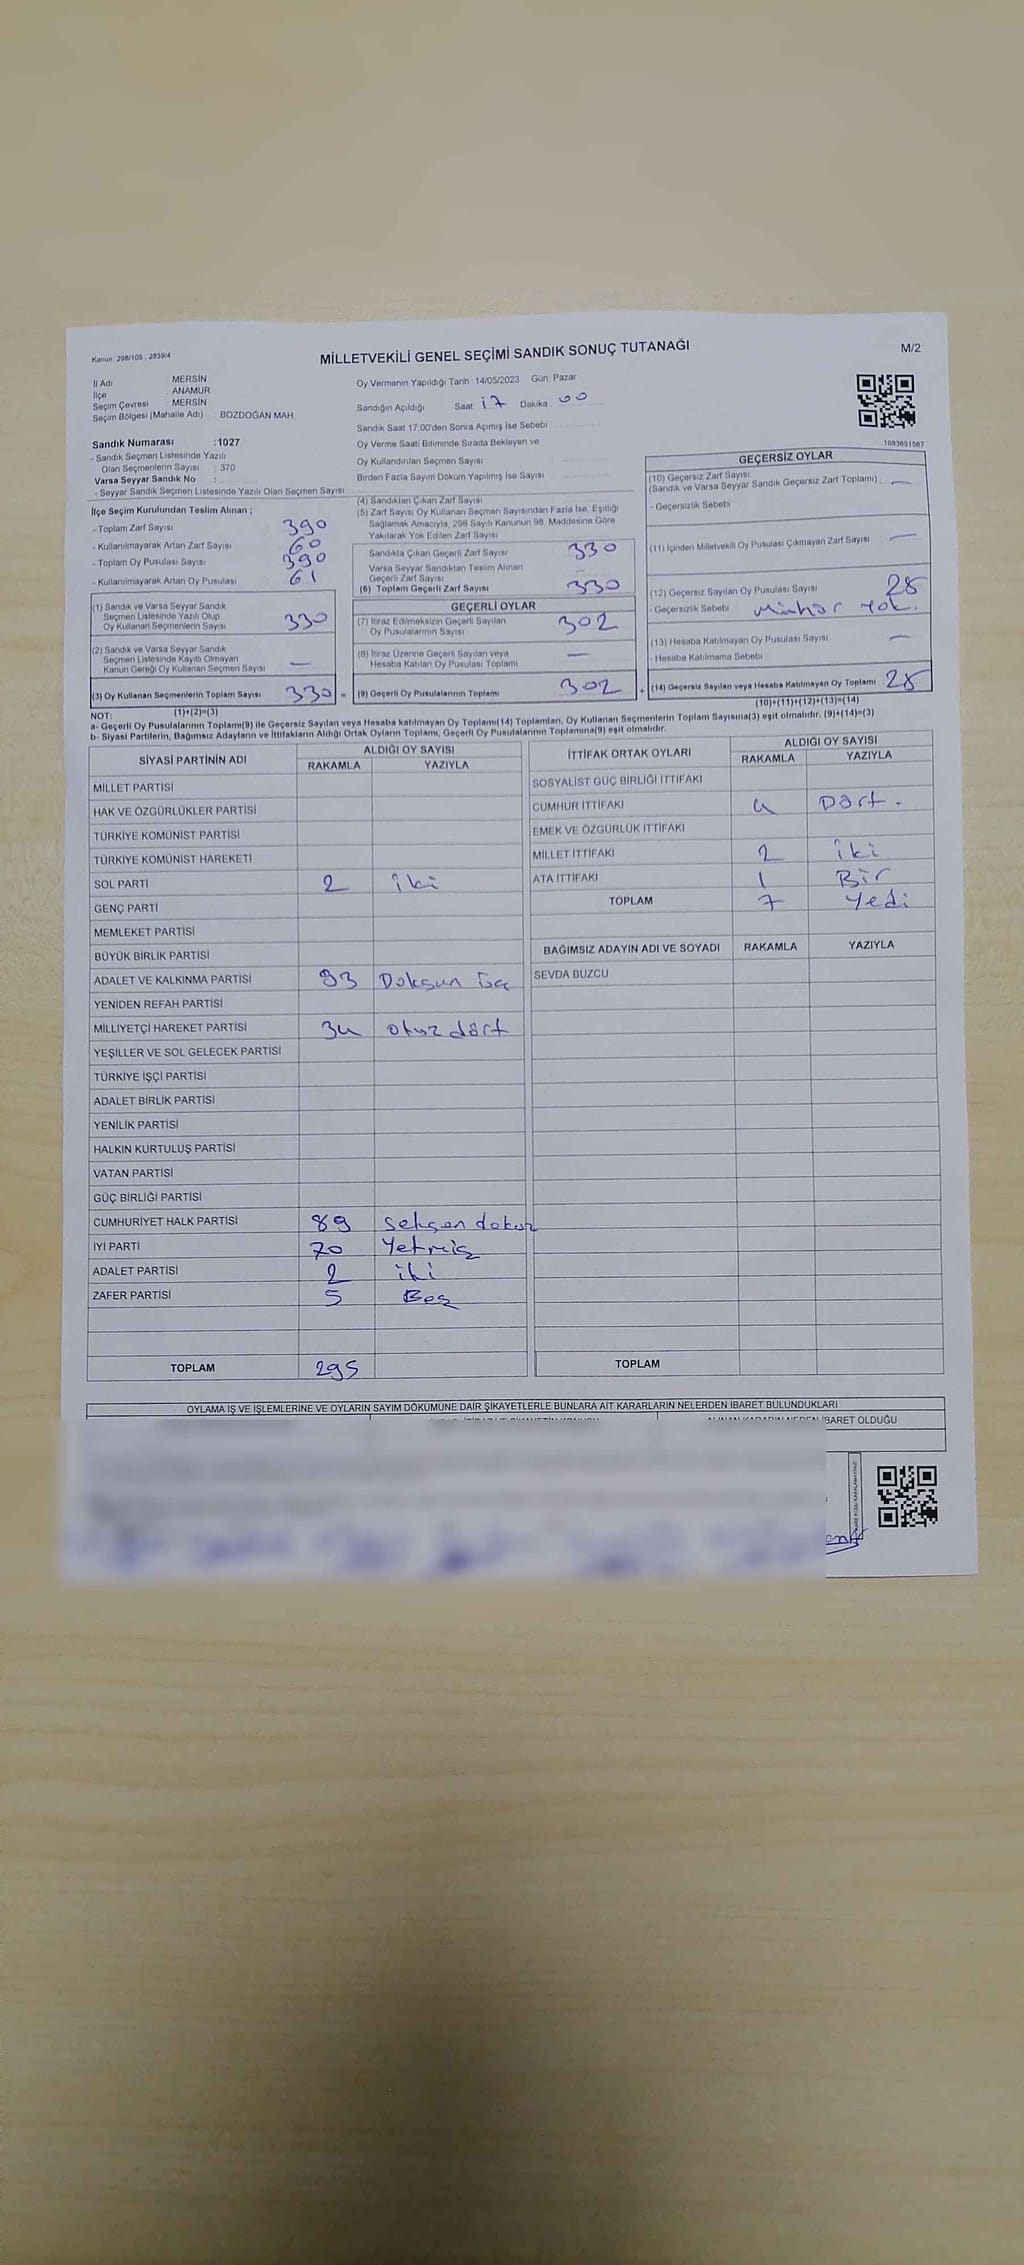 Kanun: 298/105 , 2839/4
MİLLETVEKİLİ GENEL SEÇİMİ SANDIK SONUÇ TUTANAĞI
M/2
İl Adı MERSİN
İlçe ANAMUR
Seçim Çevresi MERSİN
Seçim Bölgesi (Mahalle Adı) : BOZDOĞAN MAH.
Sandık Numarası :1027
- Sandık Seçmen Listesinde Yazılı
Olan Seçmenlerin Sayısı : 370
Varsa Seyyar Sandık No :
- Seyyar Sandık Seçmen Listesinde Yazılı Olan Seçmen Sayısı
Oy Vermenin Yapıldığı Tarih 14/05/2023 Gün: Pazar
Sandığın Açıldığı Saat 17 Dakika 00
Sandık Saat 17:00'den Sonra Açımış İse Sebebi
Oy Verme Saati Bitiminde Sırada Bekleyen ve
Oy Kullandırılan Seçmen Sayısı
Birden Fazla Sayım Döküm Yapılmış İse Sayısı
1083651567
İlçe Seçim Kurulundan Teslim Alınan ;
- Toplam Zarf Sayısı 390
- Kullanılmayarak Artan Zarf Sayısı 60
- Toplam Oy Pusulası Sayısı 390
- Kullanılmayarak Artan Oy Pusulası 61
(1) Sandık ve Varsa Seyyar Sandık
Seçmen Listesinde Yazılı Olup
Oy Kullanan Seçmenlerin Sayısı 330
(2) Sandık ve Varsa Seyyar Sandık
Seçmen Listesinde Kayıtlı Olmayan
Kanun Gereği Oy Kullanan Seçmen Sayısı —
(3) Oy Kullanan Seçmenlerin Toplam Sayısı 330 =
(1)+(2)=(3)
(4) Sandıktan Çıkan Zarf Sayısı
(5) Zarf Sayısı Oy Kullanan Seçmen Sayısından Fazla İse, Eşitliği
Sağlamak Amacıyla, 298 Sayılı Kanunun 98. Maddesine Göre
Yakılarak Yok Edilen Zarf Sayısı
Sandıkta Çıkan Geçerli Zarf Sayısı 330
Varsa Seyyar Sandıktan Teslim Alınan
Geçerli Zarf Sayısı
(6) Toplam Geçerli Zarf Sayısı 330
GEÇERLİ OYLAR
(7) İtiraz Edilmeksizin Geçerli Sayılan
Oy Pusulalarının Sayısı 302
(8) İtiraz Üzerine Geçerli Sayılan veya
Hesaba Katılan Oy Pusulası Toplamı —
(9) Geçerli Oy Pusulalarının Toplamı 302 +
GEÇERSİZ OYLAR
(10) Geçersiz Zarf Sayısı
(Sandık ve Varsa Seyyar Sandık Geçersiz Zarf Toplamı) —
- Geçersizlik Sebebi
(11) İçinden Milletvekili Oy Pusulası Çıkmayan Zarf Sayısı —
(12) Geçersiz Sayılan Oy Pusulası Sayısı 28
- Geçersizlik Sebebi Mühür yok.
(13) Hesaba Katılmayan Oy Pusulası Sayısı —
- Hesaba Katılmama Sebebi
(14) Geçersiz Sayılan veya Hesaba Katılmayan Oy Toplamı 28
(10)+(11)+(12)+(13)=(14)
NOT:
a- Geçerli Oy Pusulalarının Toplamı(9) ile Geçersiz Sayılan veya Hesaba katılmayan Oy Toplamı(14) Toplamları, Oy Kullanan Seçmenlerin Toplam Sayısına(3) eşit olmalıdır. (9)+(14)=(3)
b- Siyasi Partilerin, Bağımsız Adayların ve İttifakların Aldığı Ortak Oyların Toplamı, Geçerli Oy Pusulalarının Toplamına(9) eşit olmalıdır.
SİYASİ PARTİNİN ADI
ALDIĞI OY SAYISI
RAKAMLA YAZIYLA
MİLLET PARTİSİ
HAK VE ÖZGÜRLÜKLER PARTİSİ
TÜRKİYE KOMÜNİST PARTİSİ
TÜRKİYE KOMÜNİST HAREKETİ
SOL PARTİ 2 iki
GENÇ PARTİ
MEMLEKET PARTİSİ
BÜYÜK BİRLİK PARTİSİ
ADALET VE KALKINMA PARTİSİ 93 Doksan üç
YENİDEN REFAH PARTİSİ
MİLLİYETÇİ HAREKET PARTİSİ 34 otuz dört
YEŞİLLER VE SOL GELECEK PARTİSİ
TÜRKİYE İŞÇİ PARTİSİ
ADALET BİRLİK PARTİSİ
YENİLİK PARTİSİ
HALKIN KURTULUŞ PARTİSİ
VATAN PARTİSİ
GÜÇ BİRLİĞİ PARTİSİ
CUMHURİYET HALK PARTİSİ 89 seksen dokuz
İYİ PARTİ 70 Yetmiş
ADALET PARTİSİ 2 iki
ZAFER PARTİSİ 5 Beş
TOPLAM 295
İTTİFAK ORTAK OYLARI
ALDIĞI OY SAYISI
RAKAMLA YAZIYLA
SOSYALİST GÜÇ BİRLİĞİ İTTİFAKI
CUMHUR İTTİFAKI 4 Dört.
EMEK VE ÖZGÜRLÜK İTTİFAKI
MİLLET İTTİFAKI 2 iki
ATA İTTİFAKI 1 Bir
TOPLAM 7 Yedi
BAĞIMSIZ ADAYIN ADI VE SOYADI RAKAMLA YAZIYLA
SEVDA BUZCU
TOPLAM
OYLAMA İŞ VE İŞLEMLERİNE VE OYLARIN SAYIM DÖKÜMÜNE DAİR ŞİKAYETLERLE BUNLARA AİT KARARLARIN NELERDEN İBARET BULUNDUKLARI
İBARET OLDUĞU